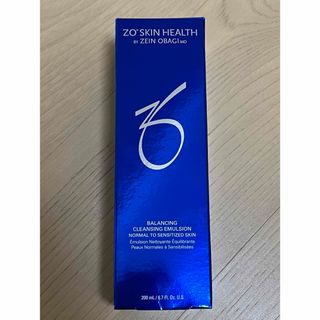 ZO® SKIN HEALTH
BY ZEIN OBAGI MD
BALANCING
CLEANSING EMULSION
NORMAL TO SENSITIZED SKIN
Émulsion Nettoyante Équilibrante
Peaux Normales à Sensibilisées
200 mL / 6.7 Fl. Oz. U.S.